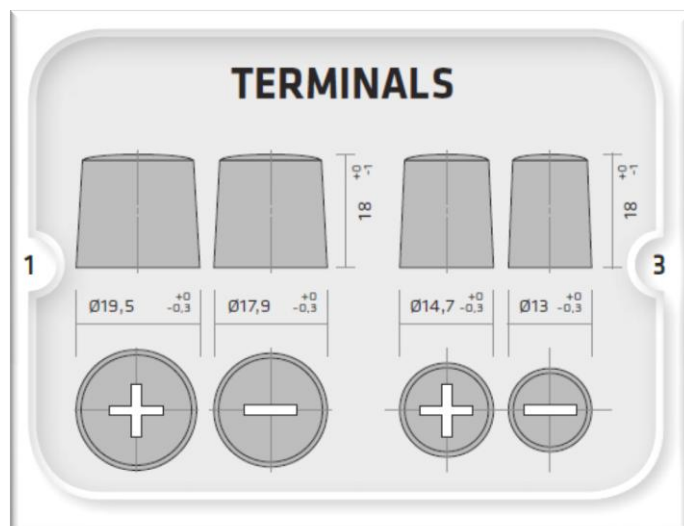 TERMINALS
18 +0 -1
18 +0 -1
1
3
Ø19,5 +0 -0,3
Ø17,9 +0 -0,3
Ø14,7 +0 -0,3
Ø13 +0 -0,3